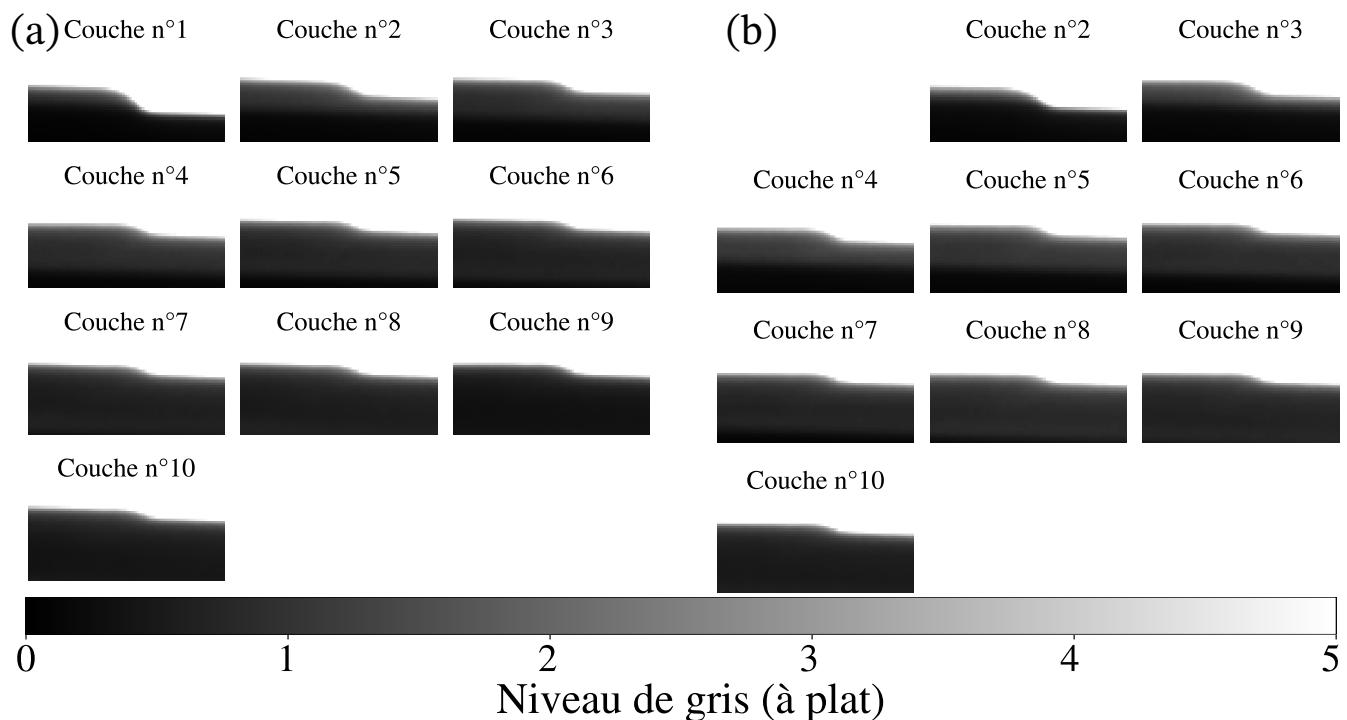 (a) Couche n°1 Couche n°2 Couche n°3
(b) Couche n°2 Couche n°3
Couche n°4 Couche n°5 Couche n°6
Couche n°4 Couche n°5 Couche n°6
Couche n°7 Couche n°8 Couche n°9
Couche n°7 Couche n°8 Couche n°9
Couche n°10
Couche n°10
0 1 2 3 4 5
Niveau de gris (à plat)